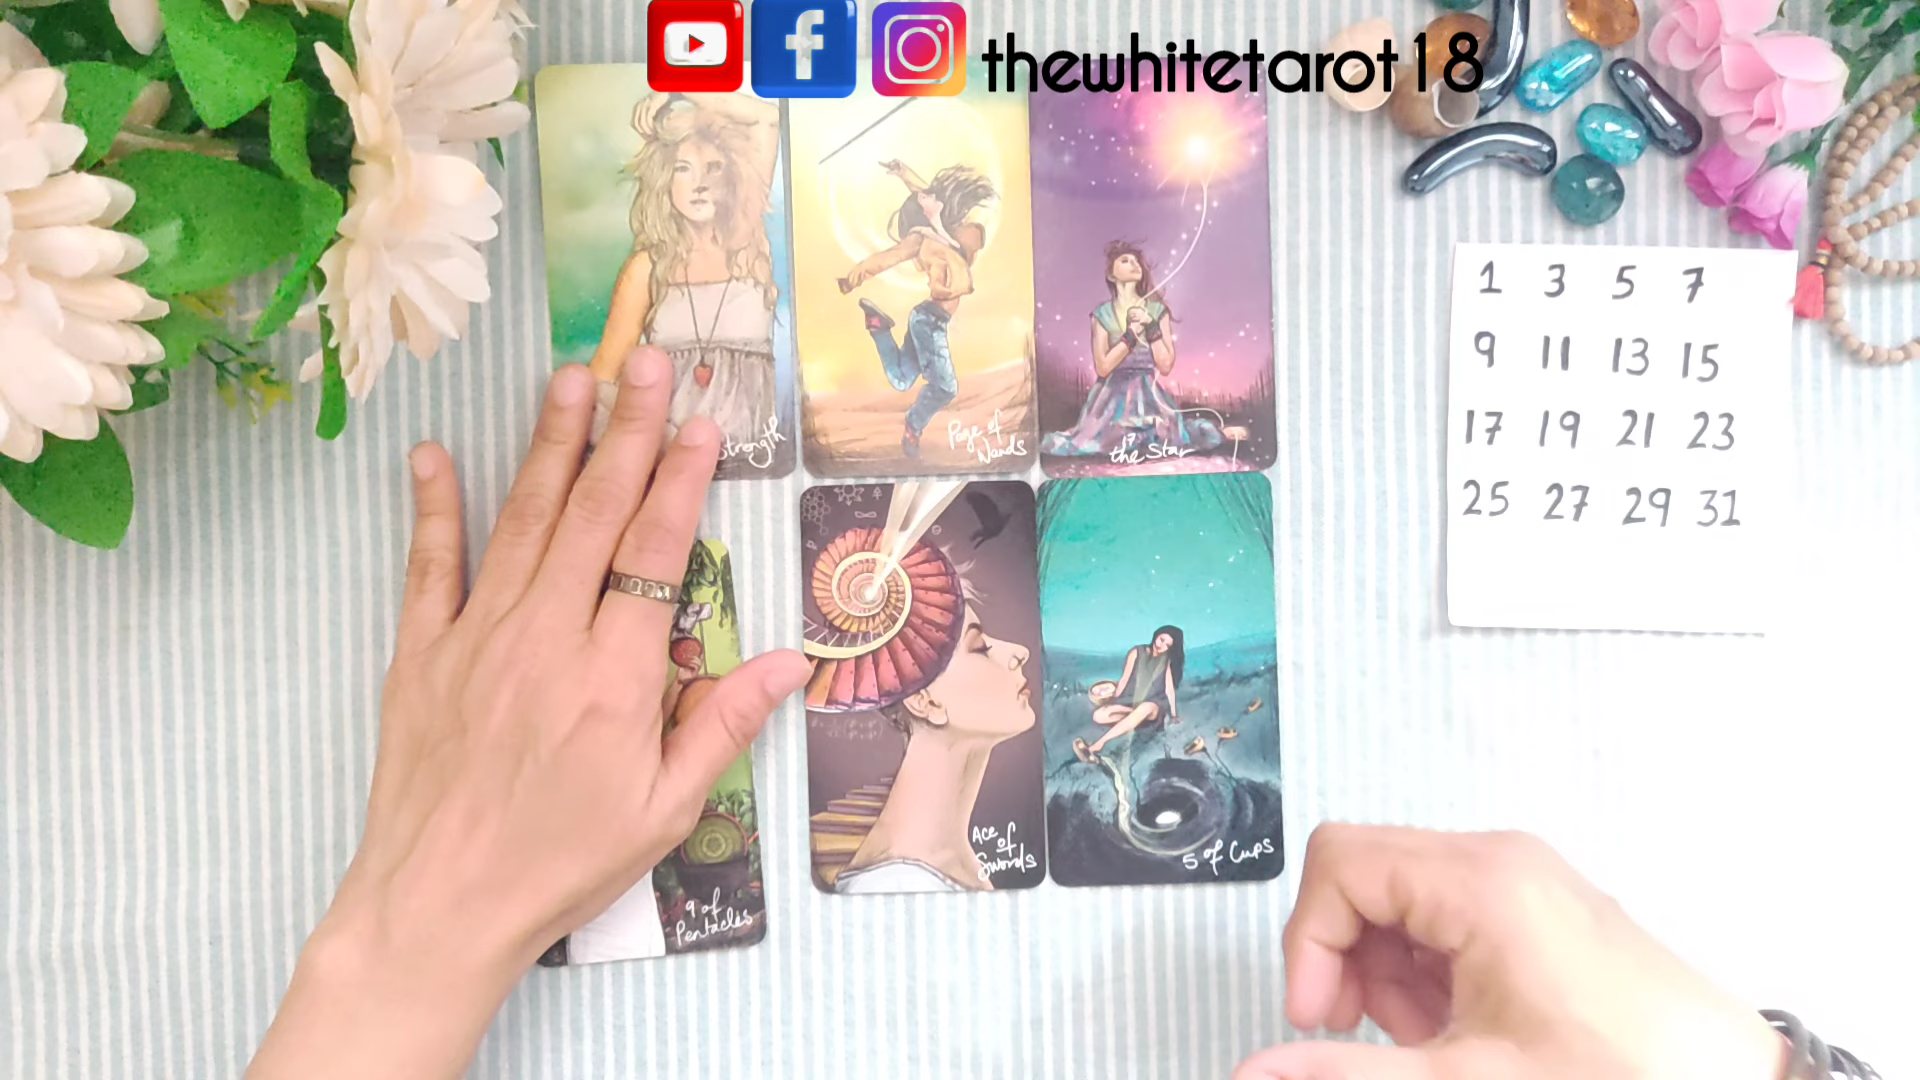 thewhitetarot18
Strength
Page of
Wands
17
the Star
1 3 5 7
9 11 13 15
17 19 21 23
25 27 29 31
9 of
Pentacles
Ace
of
Swords
5 of Cups